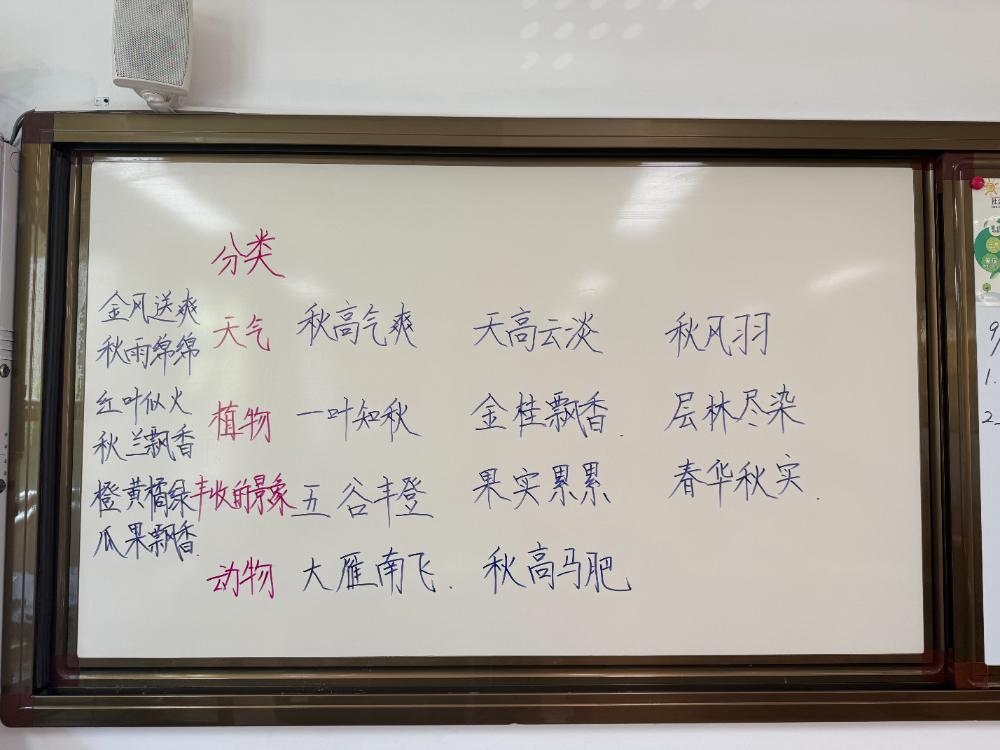 分类
金风送爽
秋雨绵绵
天气 秋高气爽 天高云淡 秋风羽
红叶似火
秋兰飘香
植物 一叶知秋 金桂飘香. 层林尽染
橙黄橘绿
瓜果飘香.
丰收的景象 五谷丰登 果实累累 春华秋实.
动物 大雁南飞. 秋高马肥
1.
2.